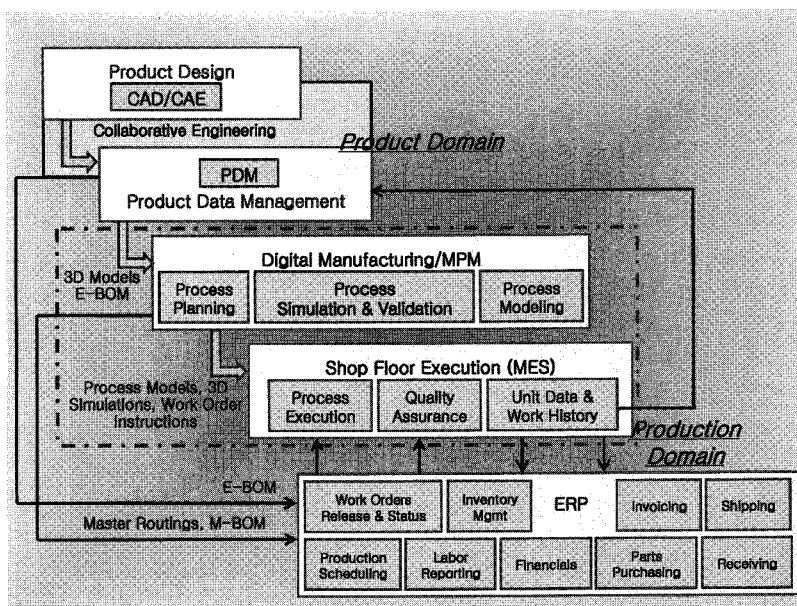 Product Design
CAD/CAE
Collaborative Engineering
Product Domain
PDM
Product Data Management
3D Models
E-BOM
Digital Manufacturing/MPM
Process
Planning
Process
Simulation & Validation
Process
Modeling
Process Models, 3D
Simulations, Work Order
Instructions
Shop Floor Execution (MES)
Process
Execution
Quality
Assurance
Unit Data &
Work History
Production
Domain
E-BOM
Master Routings, M-BOM
Work Orders
Release & Status
Inventory
Mgmt
ERP
Invoicing
Shipping
Production
Scheduling
Labor
Reporting
Financials
Parts
Purchasing
Receiving